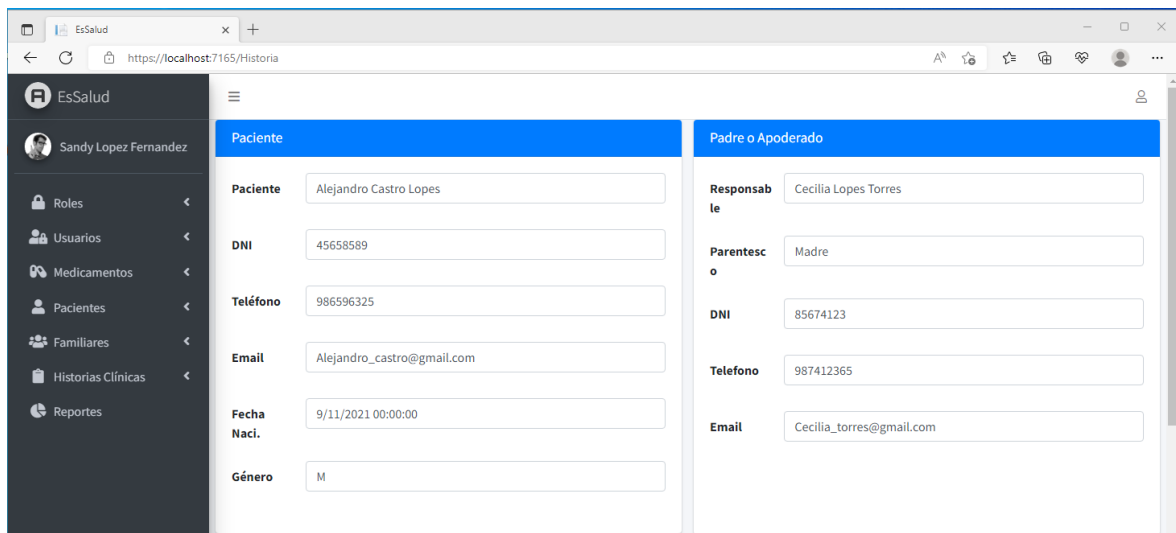 EsSalud
https://localhost:7165/Historia
EsSalud
Sandy Lopez Fernandez
Roles
Usuarios
Medicamentos
Pacientes
Familiares
Historias Clínicas
Reportes
Paciente
Paciente
Alejandro Castro Lopes
DNI
45658589
Teléfono
986596325
Email
Alejandro_castro@gmail.com
Fecha
Naci.
9/11/2021 00:00:00
Género
M
Padre o Apoderado
Responsab
le
Cecilia Lopes Torres
Parentesc
o
Madre
DNI
85674123
Telefono
987412365
Email
Cecilia_torres@gmail.com